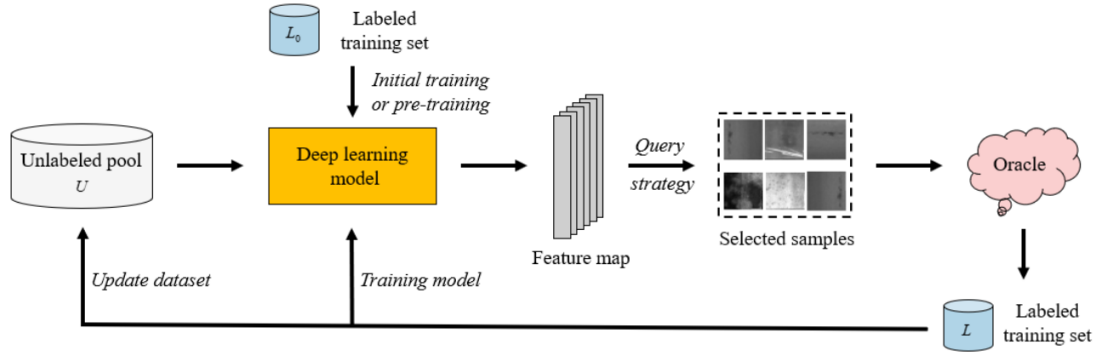 L₀
Labeled
training set
Initial training
or pre-training
Unlabeled pool
U
Deep learning
model
Feature map
Query
strategy
Selected samples
Oracle
Update dataset
Training model
L
Labeled
training set